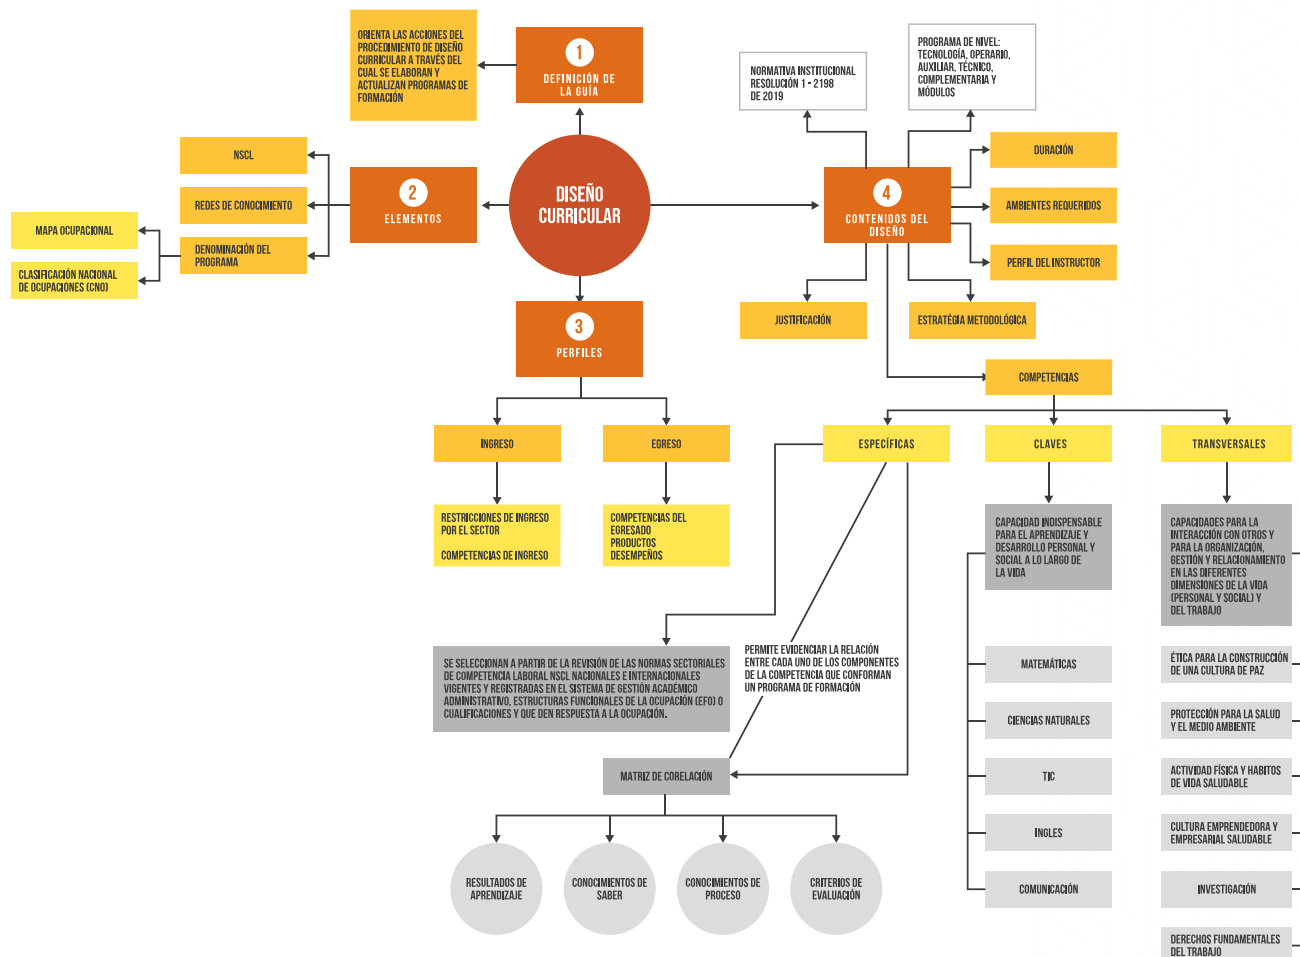 ORIENTA LAS ACCIONES DEL
PROCEDIMIENTO DE DISEÑO
CURRICULAR A TRAVÉS DEL
CUAL SE ELABORAN Y
ACTUALIZAN PROGRAMAS DE
FORMACIÓN
1
DEFINICIÓN DE
LA GUÍA
NORMATIVA INSTITUCIONAL
RESOLUCIÓN 1 - 2198
DE 2019
PROGRAMA DE NIVEL:
TECNOLOGÍA, OPERARIO,
AUXILIAR, TÉCNICO,
COMPLEMENTARIA Y
MÓDULOS
NSCL
REDES DE CONOCIMIENTO
DENOMINACIÓN DEL
PROGRAMA
MAPA OCUPACIONAL
CLASIFICACIÓN NACIONAL
DE OCUPACIONES (CNO)
2
ELEMENTOS
DISEÑO
CURRICULAR
4
CONTENIDOS DEL
DISEÑO
DURACIÓN
AMBIENTES REQUERIDOS
PERFIL DEL INSTRUCTOR
JUSTIFICACIÓN
ESTRATÉGIA METODOLÓGICA
3
PERFILES
COMPETENCIAS
INGRESO
EGRESO
ESPECÍFICAS
CLAVES
TRANSVERSALES
RESTRICCIONES DE INGRESO
POR EL SECTOR
COMPETENCIAS DE INGRESO
COMPETENCIAS DEL
EGRESADO
PRODUCTOS
DESEMPEÑOS
CAPACIDAD INDISPENSABLE
PARA EL APRENDIZAJE Y
DESARROLLO PERSONAL Y
SOCIAL A LO LARGO DE
LA VIDA
CAPACIDADES PARA LA
INTERACCIÓN CON OTROS Y
PARA LA ORGANIZACIÓN,
GESTIÓN Y RELACIONAMIENTO
EN LAS DIFERENTES
DIMENSIONES DE LA VIDA
(PERSONAL Y SOCIAL) Y
DEL TRABAJO
SE SELECCIONAN A PARTIR DE LA REVISIÓN DE LAS NORMAS SECTORIALES
DE COMPETENCIA LABORAL NSCL NACIONALES E INTERNACIONALES
VIGENTES Y REGISTRADAS EN EL SISTEMA DE GESTIÓN ACADÉMICO
ADMINISTRATIVO, ESTRUCTURAS FUNCIONALES DE LA OCUPACIÓN (EFO) O
CUALIFICACIONES Y QUE DEN RESPUESTA A LA OCUPACIÓN.
PERMITE EVIDENCIAR LA RELACIÓN
ENTRE CADA UNO DE LOS COMPONENTES
DE LA COMPETENCIA QUE CONFORMAN
UN PROGRAMA DE FORMACIÓN
MATRIZ DE CORELACIÓN
RESULTADOS DE
APRENDIZAJE
CONOCIMIENTOS DE
SABER
CONOCIMIENTOS DE
PROCESO
CRITERIOS DE
EVALUACIÓN
MATEMÁTICAS
CIENCIAS NATURALES
TIC
INGLES
COMUNICACIÓN
ÉTICA PARA LA CONSTRUCCIÓN
DE UNA CULTURA DE PAZ
PROTECCIÓN PARA LA SALUD
Y EL MEDIO AMBIENTE
ACTIVIDAD FÍSICA Y HABITOS
DE VIDA SALUDABLE
CULTURA EMPRENDEDORA Y
EMPRESARIAL SALUDABLE
INVESTIGACIÓN
DERECHOS FUNDAMENTALES
DEL TRABAJO